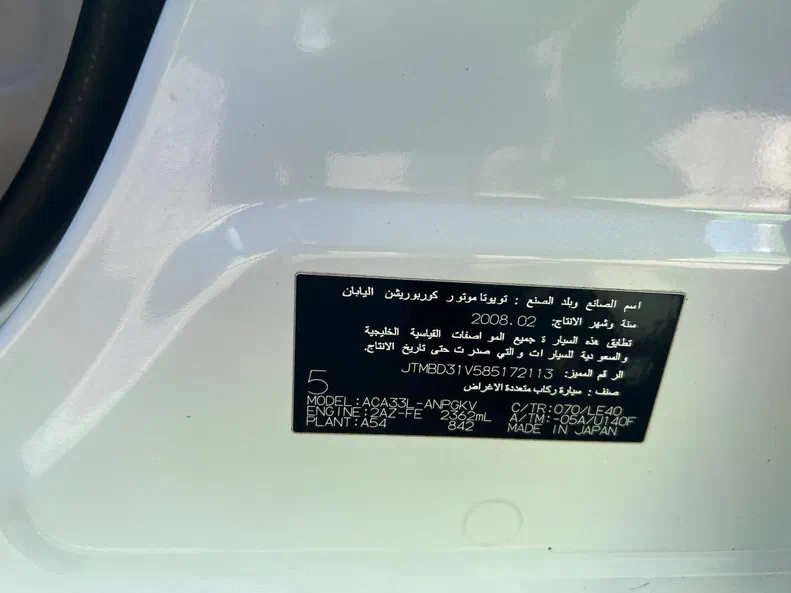 اسم الصانع وبلد الصنع : تويوتا موتور كوربوريشن اليابان
سنة وشهر الانتاج: 2008.02
تطابق هذه السيارة جميع المواصفات القياسية الخليجية
والسعودية للسيارات والتي صدرت حتى تاريخ الانتاج.
الرقم المميز: JTMBD31V585172113
صنف : سيارة ركاب متعددة الاغراض
5
MODEL:ACA33L-ANPGKV C/TR:070/LE40
ENGINE:2AZ-FE 2362mL A/TM:-05A/U140F
PLANT:A54 842 MADE IN JAPAN